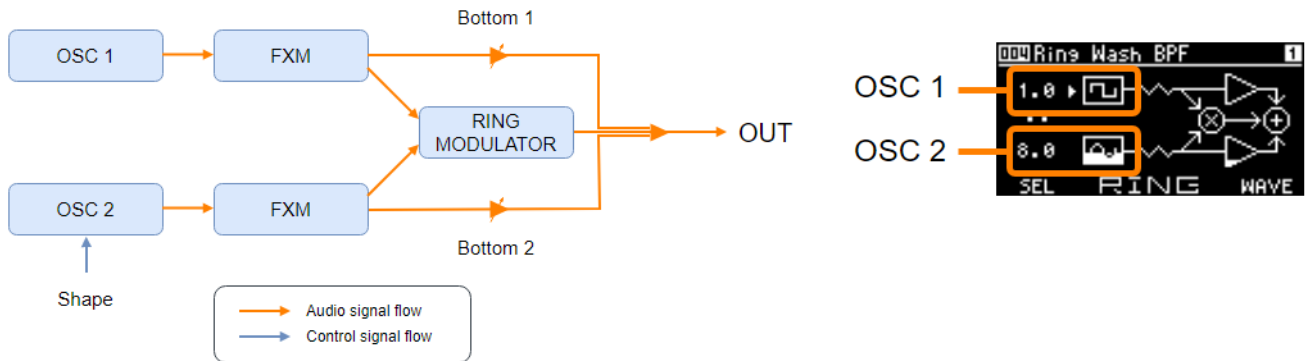 Bottom 1
OSC 1
FXM
RING
MODULATOR
OUT
OSC 2
FXM
Bottom 2
Shape
Audio signal flow
Control signal flow
OSC 1
OSC 2
004 Ring Wash BPF 1
1.0
8.0
SEL RING WAVE